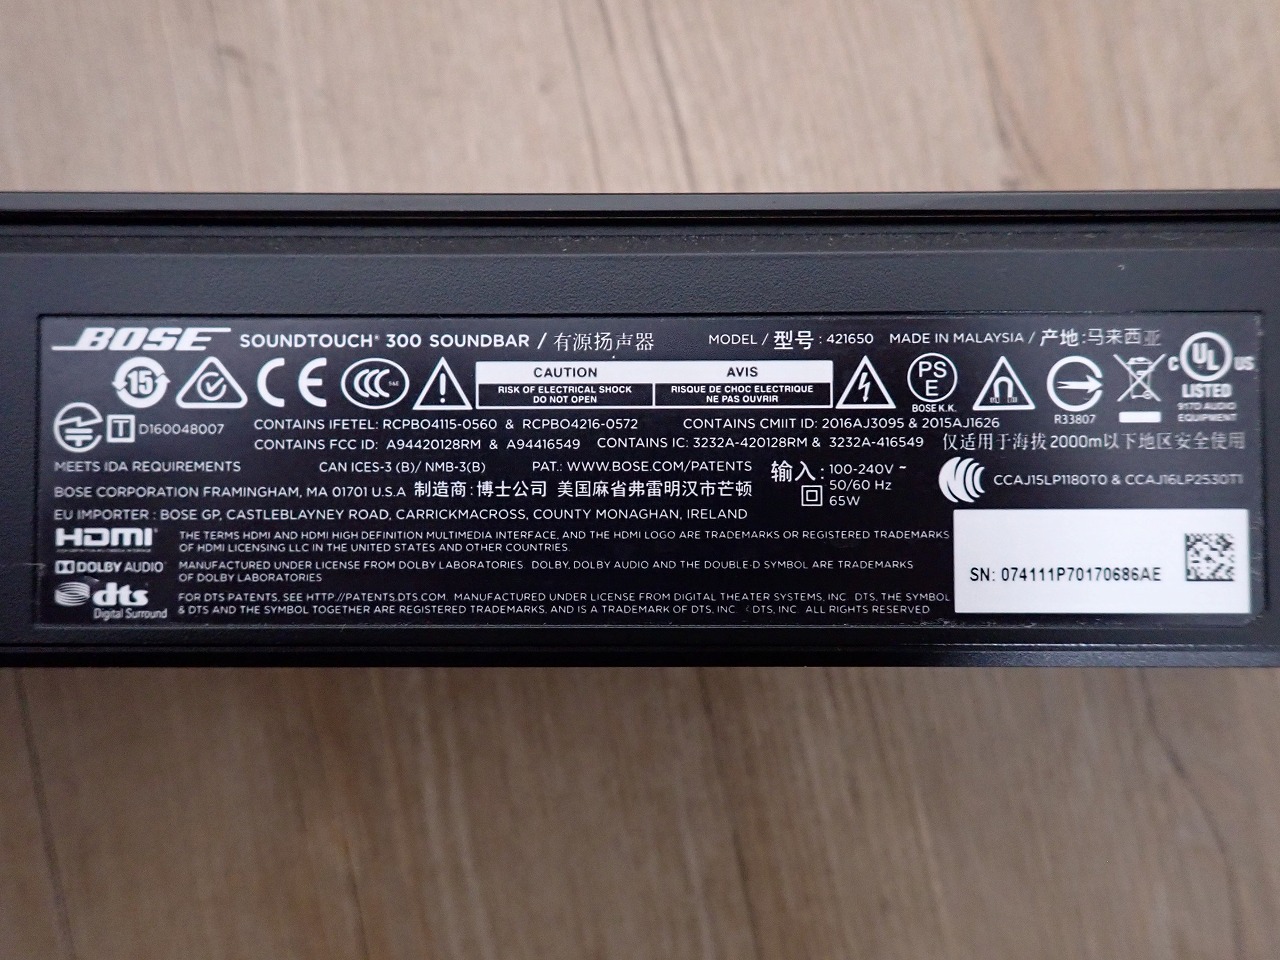 BOSE SOUNDTOUCH® 300 SOUNDBAR / 有源扬声器 MODEL / 型号 : 421650 MADE IN MALAYSIA / 产地:马来西亚
15 CE CCC S&E CAUTION AVIS PS E C UL US
RISK OF ELECTRICAL SHOCK
DO NOT OPEN
RISQUE DE CHOC ELECTRIQUE
NE PAS OUVRIR
BOSE K.K.
R33807
LISTED
917D AUDIO
EQUIPMENT
T D160048007 CONTAINS IFETEL: RCPBO4115-0560 & RCPBO4216-0572 CONTAINS CMIIT ID: 2016AJ3095 & 2015AJ1626
CONTAINS FCC ID: A94420128RM & A94416549 CONTAINS IC: 3232A-420128RM & 3232A-416549 仅适用于海拔2000m以下地区安全使用
MEETS IDA REQUIREMENTS CAN ICES-3 (B)/ NMB-3(B) PAT.: WWW.BOSE.COM/PATENTS 输入 : 100-240V ~
50/60 Hz
65W
CCAJ15LP1180T0 & CCAJ16LP2530T1
BOSE CORPORATION FRAMINGHAM, MA 01701 U.S.A 制造商:博士公司 美国麻省弗雷明汉市芒顿
EU IMPORTER : BOSE GP, CASTLEBLAYNEY ROAD, CARRICKMACROSS, COUNTY MONAGHAN, IRELAND
HDMI® THE TERMS HDMI AND HDMI HIGH DEFINITION MULTIMEDIA INTERFACE, AND THE HDMI LOGO ARE TRADEMARKS OR REGISTERED TRADEMARKS
OF HDMI LICENSING LLC IN THE UNITED STATES AND OTHER COUNTRIES.
DOLBY AUDIO MANUFACTURED UNDER LICENSE FROM DOLBY LABORATORIES. DOLBY, DOLBY AUDIO AND THE DOUBLE-D SYMBOL ARE TRADEMARKS
OF DOLBY LABORATORIES
dts Digital Surround
FOR DTS PATENTS, SEE HTTP://PATENTS.DTS.COM. MANUFACTURED UNDER LICENSE FROM DIGITAL THEATER SYSTEMS, INC. DTS, THE SYMBOL
& DTS AND THE SYMBOL TOGETHER ARE REGISTERED TRADEMARKS, AND IS A TRADEMARK OF DTS, INC. ©DTS, INC. ALL RIGHTS RESERVED.
SN: 074111P70170686AE